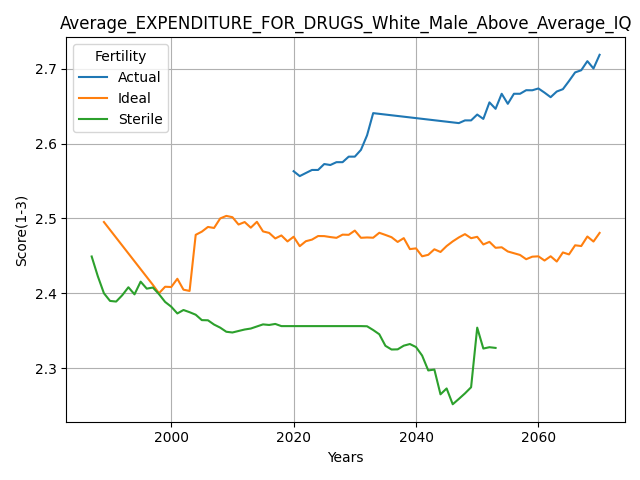 Average_EXPENDITURE_FOR_DRUGS_White_Male_Above_Average_IQ
Fertility
Actual
Ideal
Sterile
Score(1-3)
2.7
2.6
2.5
2.4
2.3
2000 2020 2040 2060
Years